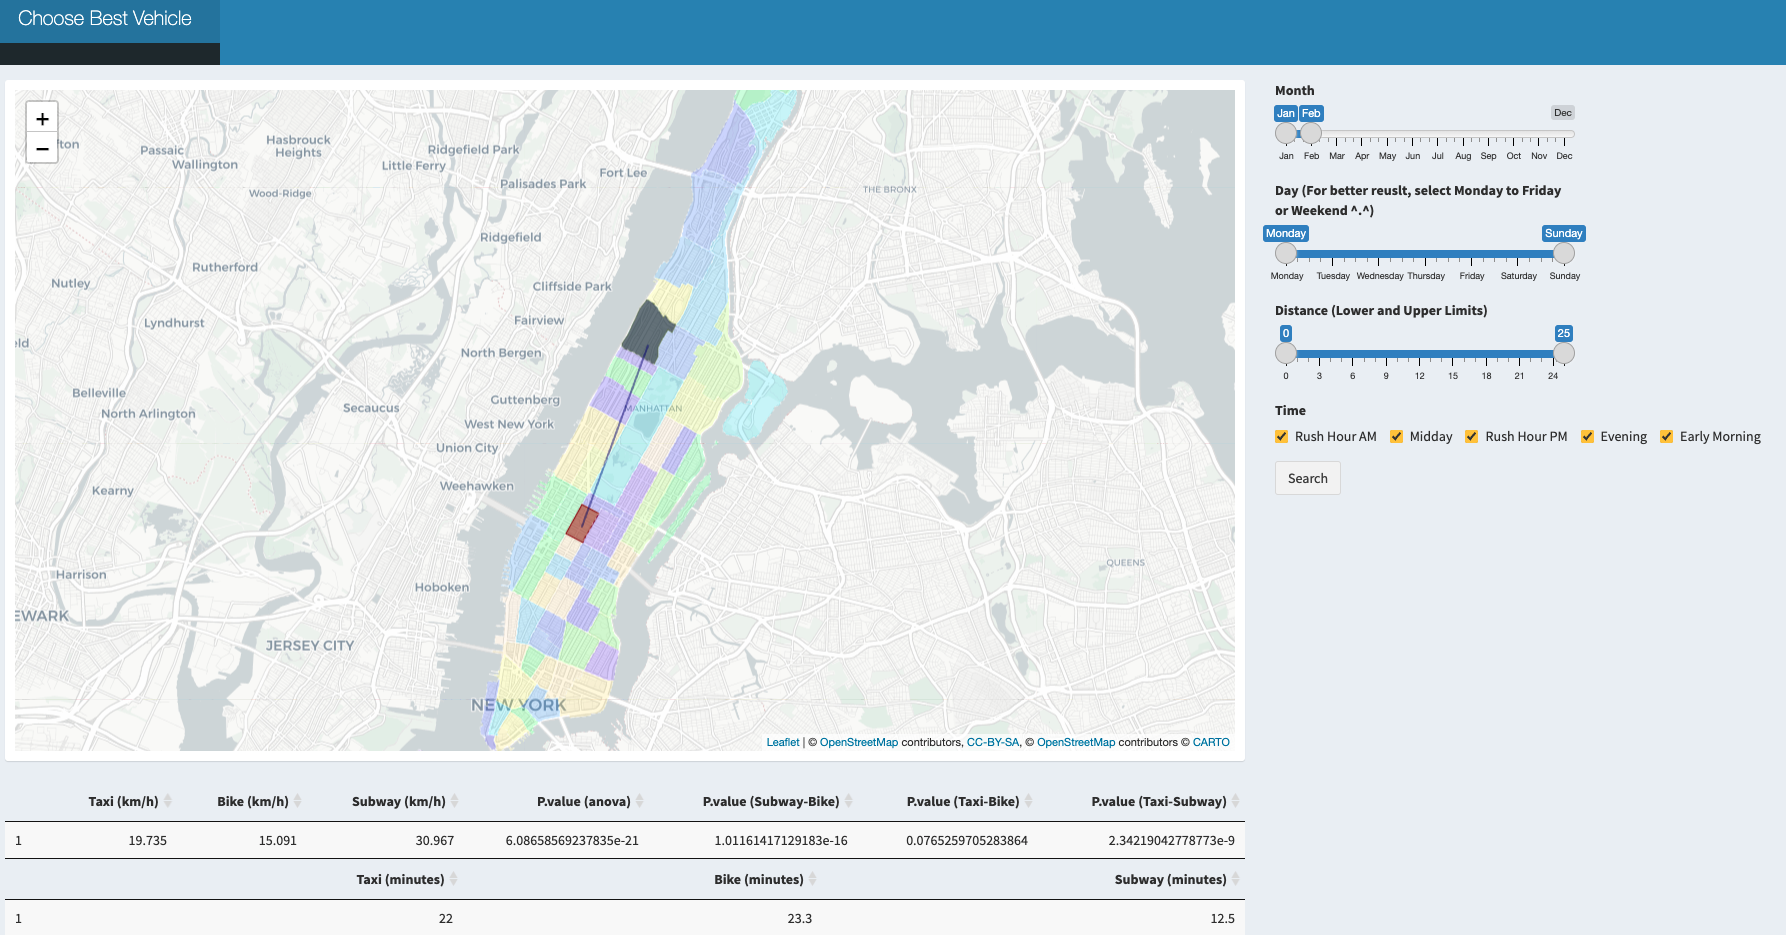 Choose Best Vehicle
+
−
Passaic
Wallington
Hasbrouck
Heights
Ridgefield Park
Little Ferry
Palisades Park
Fort Lee
THE BRONX
Wood-Ridge
Ridgefield
Rutherford
Nutley
Cliffside Park
Lyndhurst
Fairview
North Bergen
Belleville
North Arlington
Secaucus
Guttenberg
MANHATTAN
West New York
Union City
Kearny
Weehawken
Harrison
Hoboken
QUEENS
EWARK
JERSEY CITY
NEW YORK
Leaflet | © OpenStreetMap contributors, CC-BY-SA, © OpenStreetMap contributors © CARTO
Month
Jan Feb Dec
Jan Feb Mar Apr May Jun Jul Aug Sep Oct Nov Dec
Day (For better reuslt, select Monday to Friday
or Weekend ^.^)
Monday Sunday
Monday Tuesday Wednesday Thursday Friday Saturday Sunday
Distance (Lower and Upper Limits)
0 25
0 3 6 9 12 15 18 21 24
Time
Rush Hour AM Midday Rush Hour PM Evening Early Morning
Search
Taxi (km/h) Bike (km/h) Subway (km/h) P.value (anova) P.value (Subway-Bike) P.value (Taxi-Bike) P.value (Taxi-Subway)
1 19.735 15.091 30.967 6.08658569237835e-21 1.01161417129183e-16 0.0765259705283864 2.34219042778773e-9
Taxi (minutes) Bike (minutes) Subway (minutes)
1 22 23.3 12.5